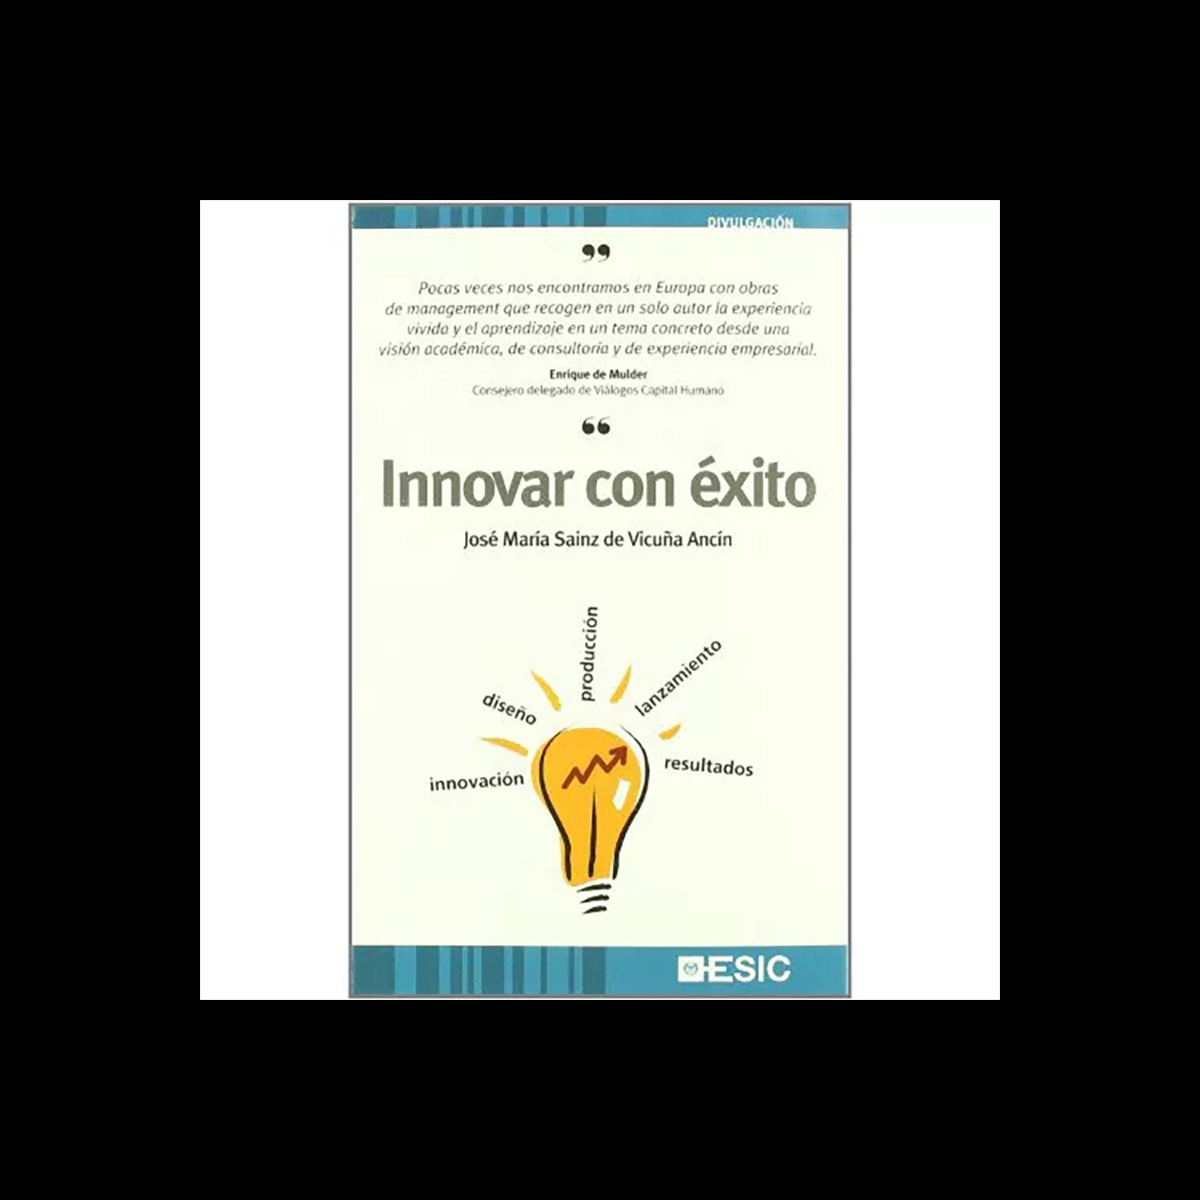 DIVULGACIÓN
”
Pocas veces nos encontramos en Europa con obras
de management que recogen en un solo autor la experiencia
vivida y el aprendizaje en un tema concreto desde una
visión académica, de consultoría y de experiencia empresarial.
Enrique de Mulder
Consejero delegado de Viálogos Capital Humano
“
Innovar con éxito
José María Sainz de Vicuña Ancín
producción
lanzamiento
diseño
resultados
innovación
ESIC